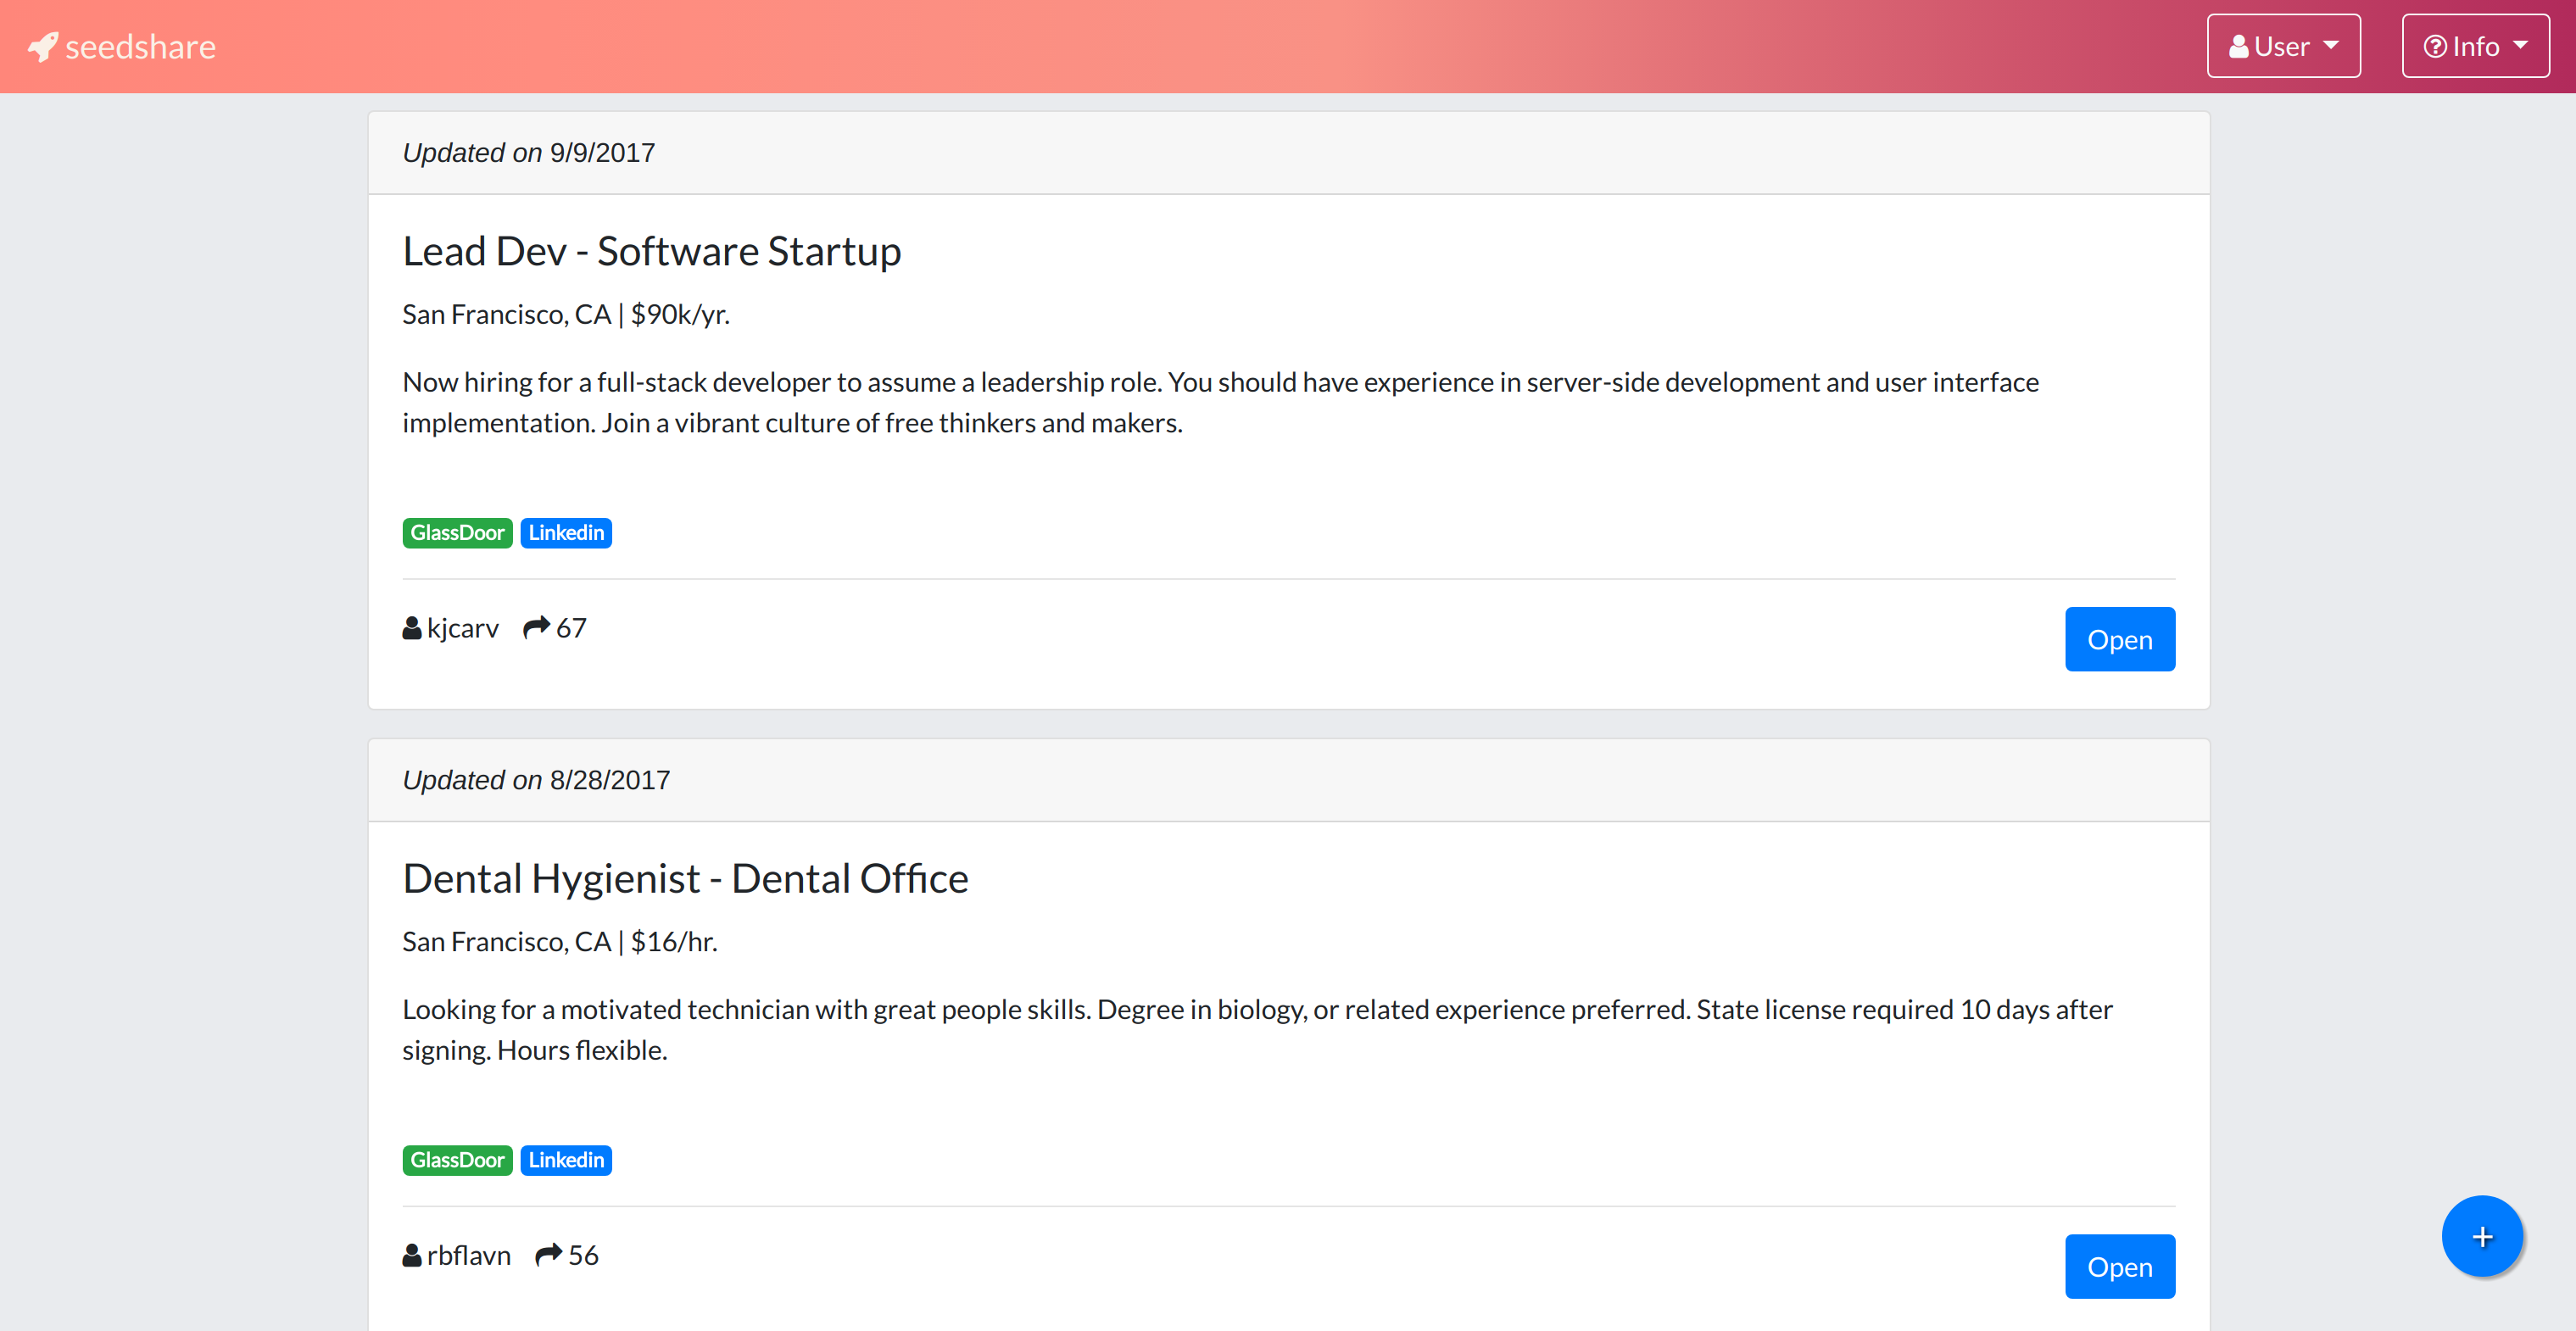 seedshare
User
Info
Updated on 9/9/2017
Lead Dev - Software Startup
San Francisco, CA | $90k/yr.
Now hiring for a full-stack developer to assume a leadership role. You should have experience in server-side development and user interface
implementation. Join a vibrant culture of free thinkers and makers.
GlassDoor Linkedin
kjcarv 67
Open
Updated on 8/28/2017
Dental Hygienist - Dental Office
San Francisco, CA | $16/hr.
Looking for a motivated technician with great people skills. Degree in biology, or related experience preferred. State license required 10 days after
signing. Hours flexible.
GlassDoor Linkedin
rbflavn 56
Open
+